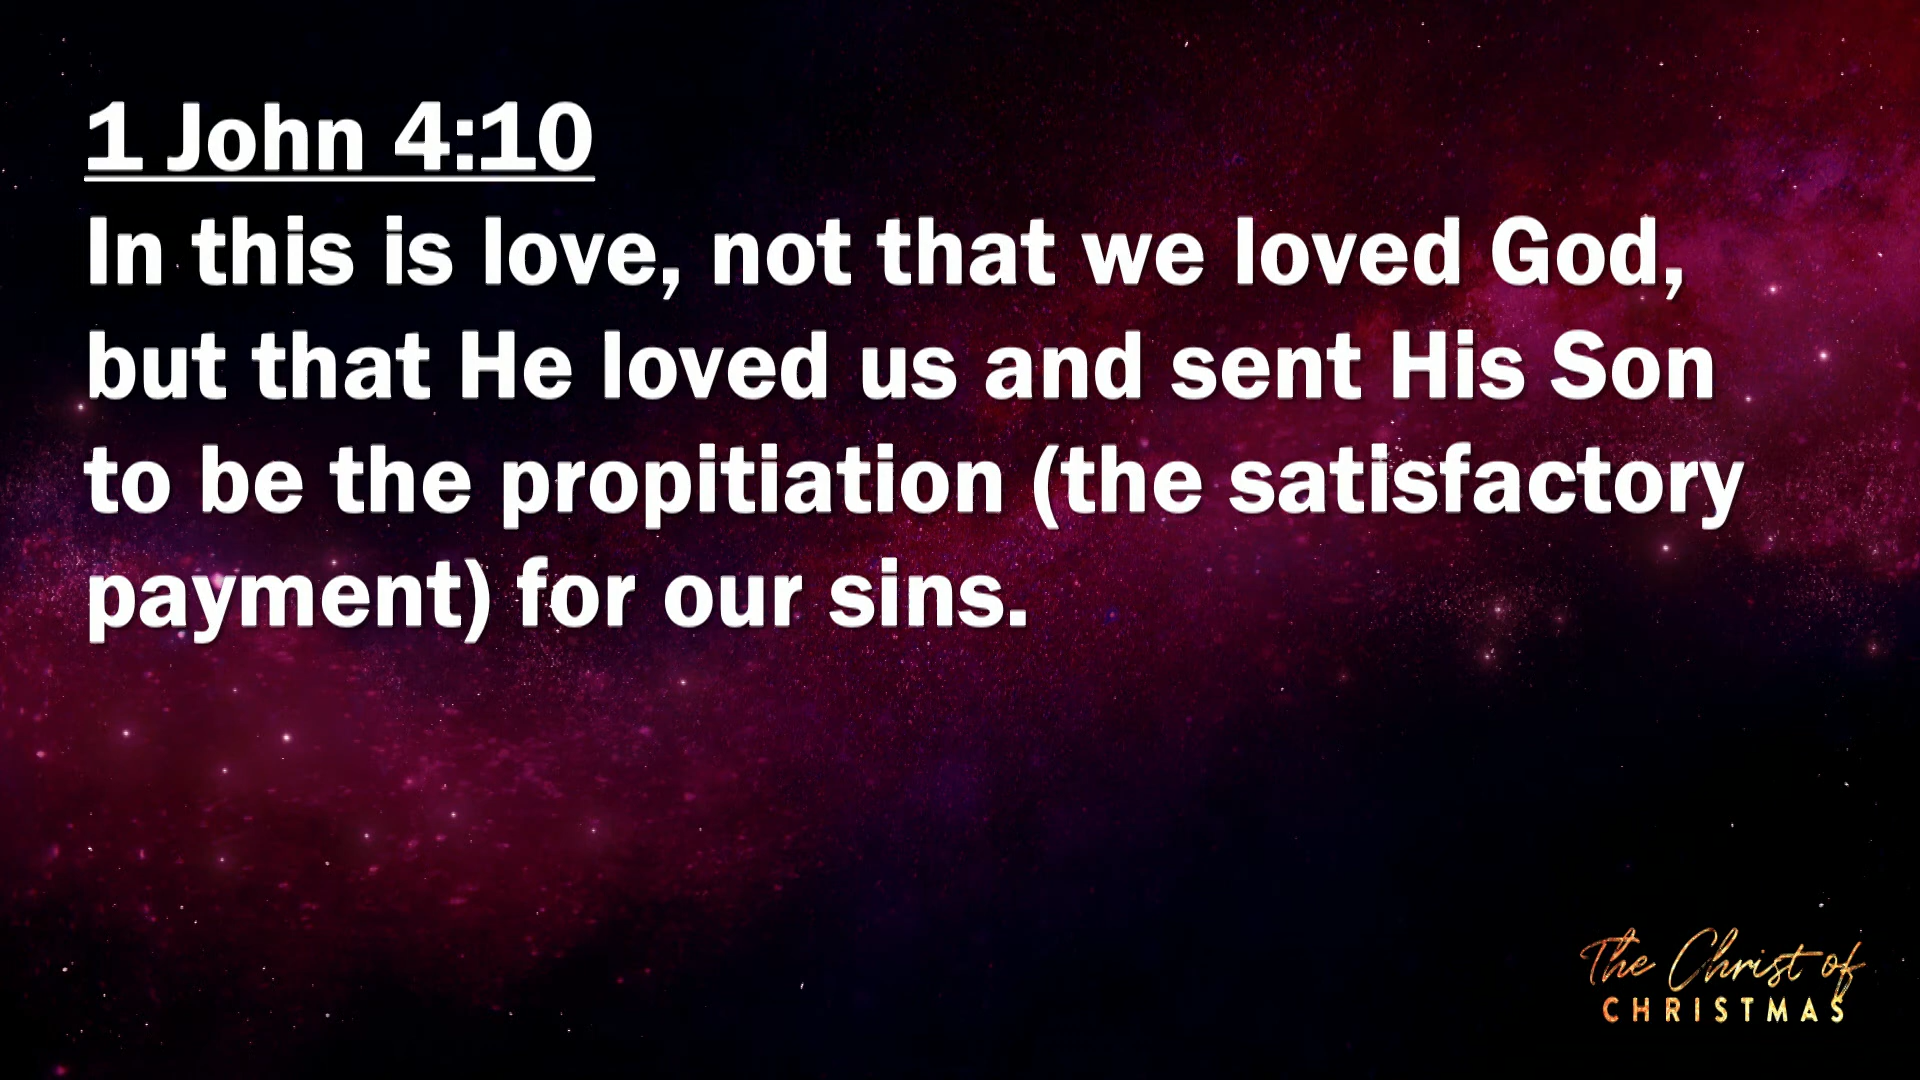 1 John 4:10
In this is love, not that we loved God,
but that He loved us and sent His Son
to be the propitiation (the satisfactory
payment) for our sins.
The Christ of
CHRISTMAS